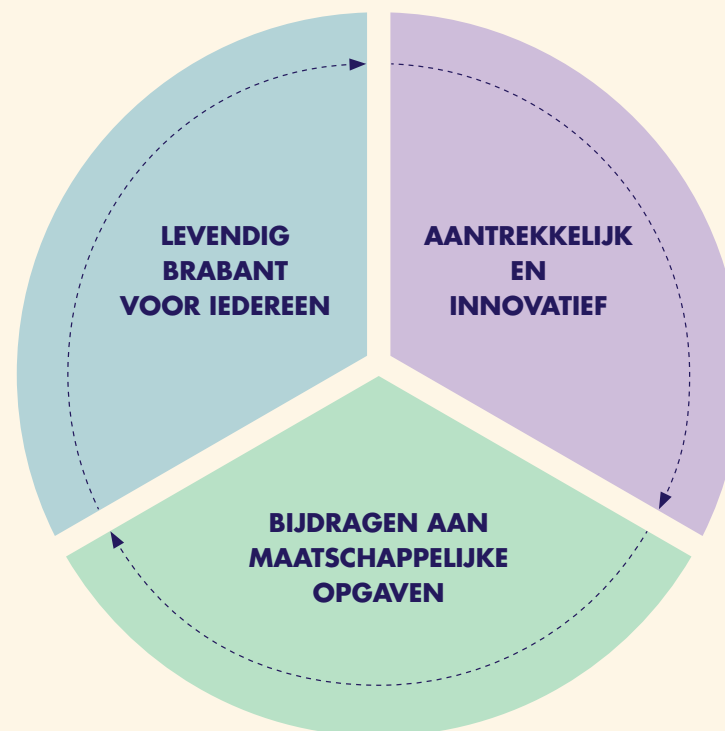 LEVENDIG
BRABANT
VOOR IEDEREEN
AANTREKKELIJK
EN
INNOVATIEF
BIJDRAGEN AAN
MAATSCHAPPELIJKE
OPGAVEN